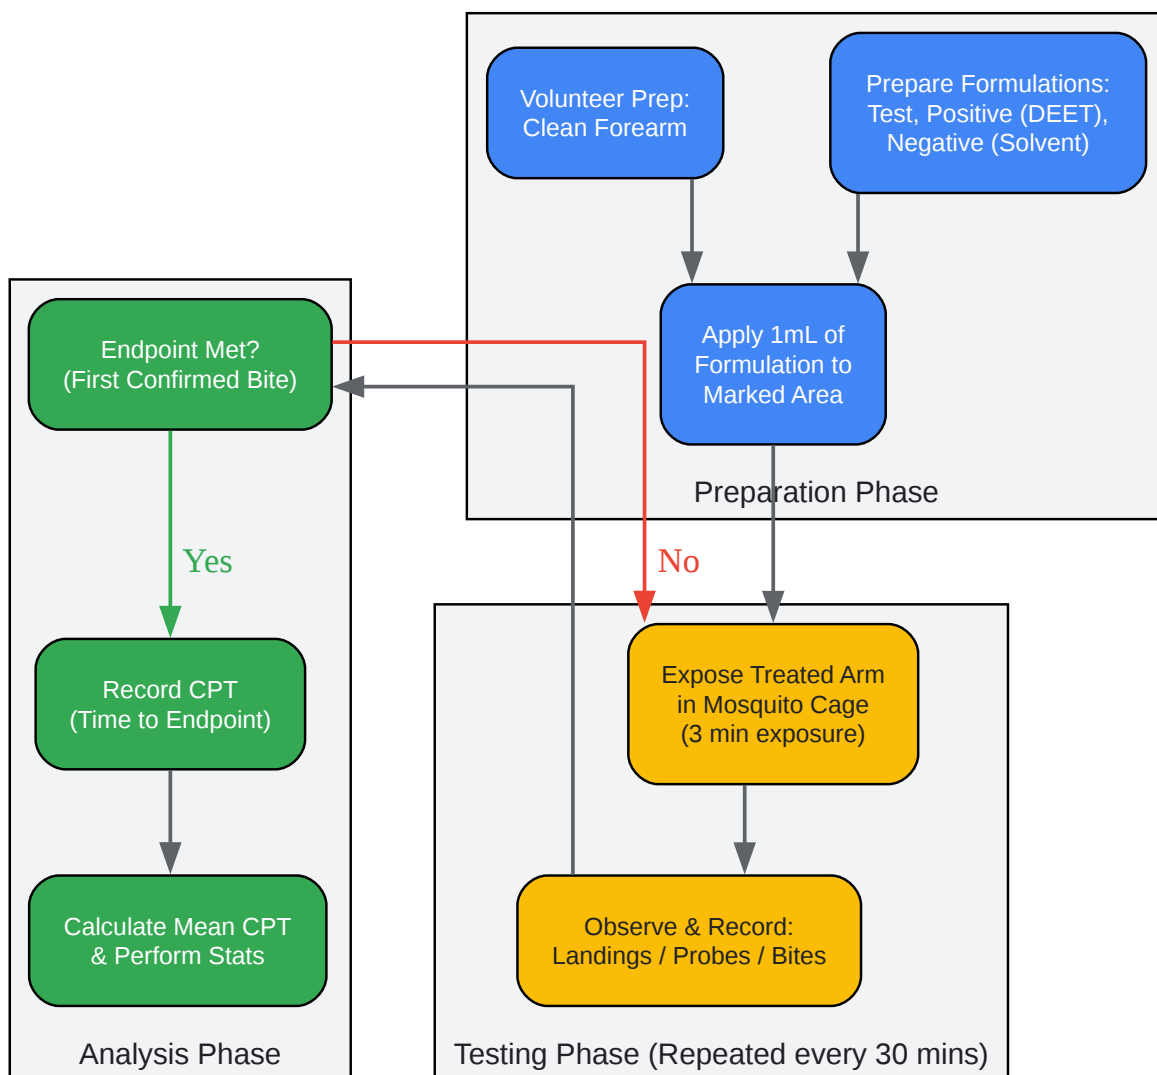 Volunteer Prep:
Clean Forearm
Prepare Formulations:
Test, Positive (DEET),
Negative (Solvent)
Apply 1mL of
Formulation to
Marked Area
Preparation Phase
Endpoint Met?
(First Confirmed Bite)
Yes
No
Record CPT
(Time to Endpoint)
Calculate Mean CPT
& Perform Stats
Analysis Phase
Expose Treated Arm
in Mosquito Cage
(3 min exposure)
Observe & Record:
Landings / Probes / Bites
Testing Phase (Repeated every 30 mins)